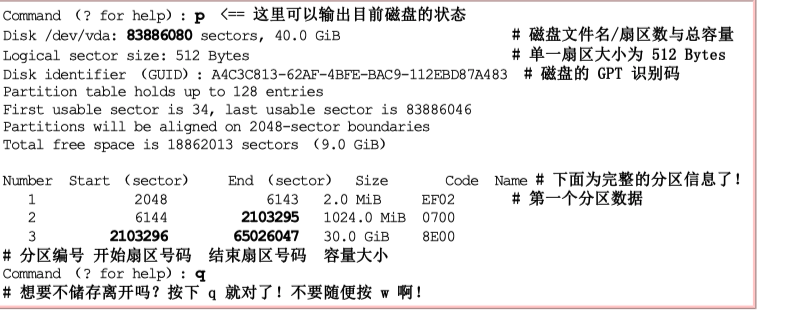 Command （? for help）: p  <== 这里可以输出目前磁盘的状态
Disk /dev/vda: 83886080 sectors, 40.0 GiB  # 磁盘文件名/扇区数与总容量
Logical sector size: 512 Bytes  # 单一扇区大小为 512 Bytes
Disk identifier （GUID）: A4C3C813-62AF-4BFE-BAC9-112EBD87A483  # 磁盘的 GPT 识别码
Partition table holds up to 128 entries
First usable sector is 34, last usable sector is 83886046
Partitions will be aligned on 2048-sector boundaries
Total free space is 18862013 sectors （9.0 GiB）
Number  Start （sector）  End （sector）  Size  Code  Name # 下面为完整的分区信息了！
1  2048  6143  2.0 MiB  EF02  # 第一个分区数据
2  6144  2103295  1024.0 MiB  0700
3  2103296  65026047  30.0 GiB  8E00
# 分区编号 开始扇区号码  结束扇区号码  容量大小
Command （? for help）: q
# 想要不储存离开吗？按下 q 就对了！不要随便按 w 啊！